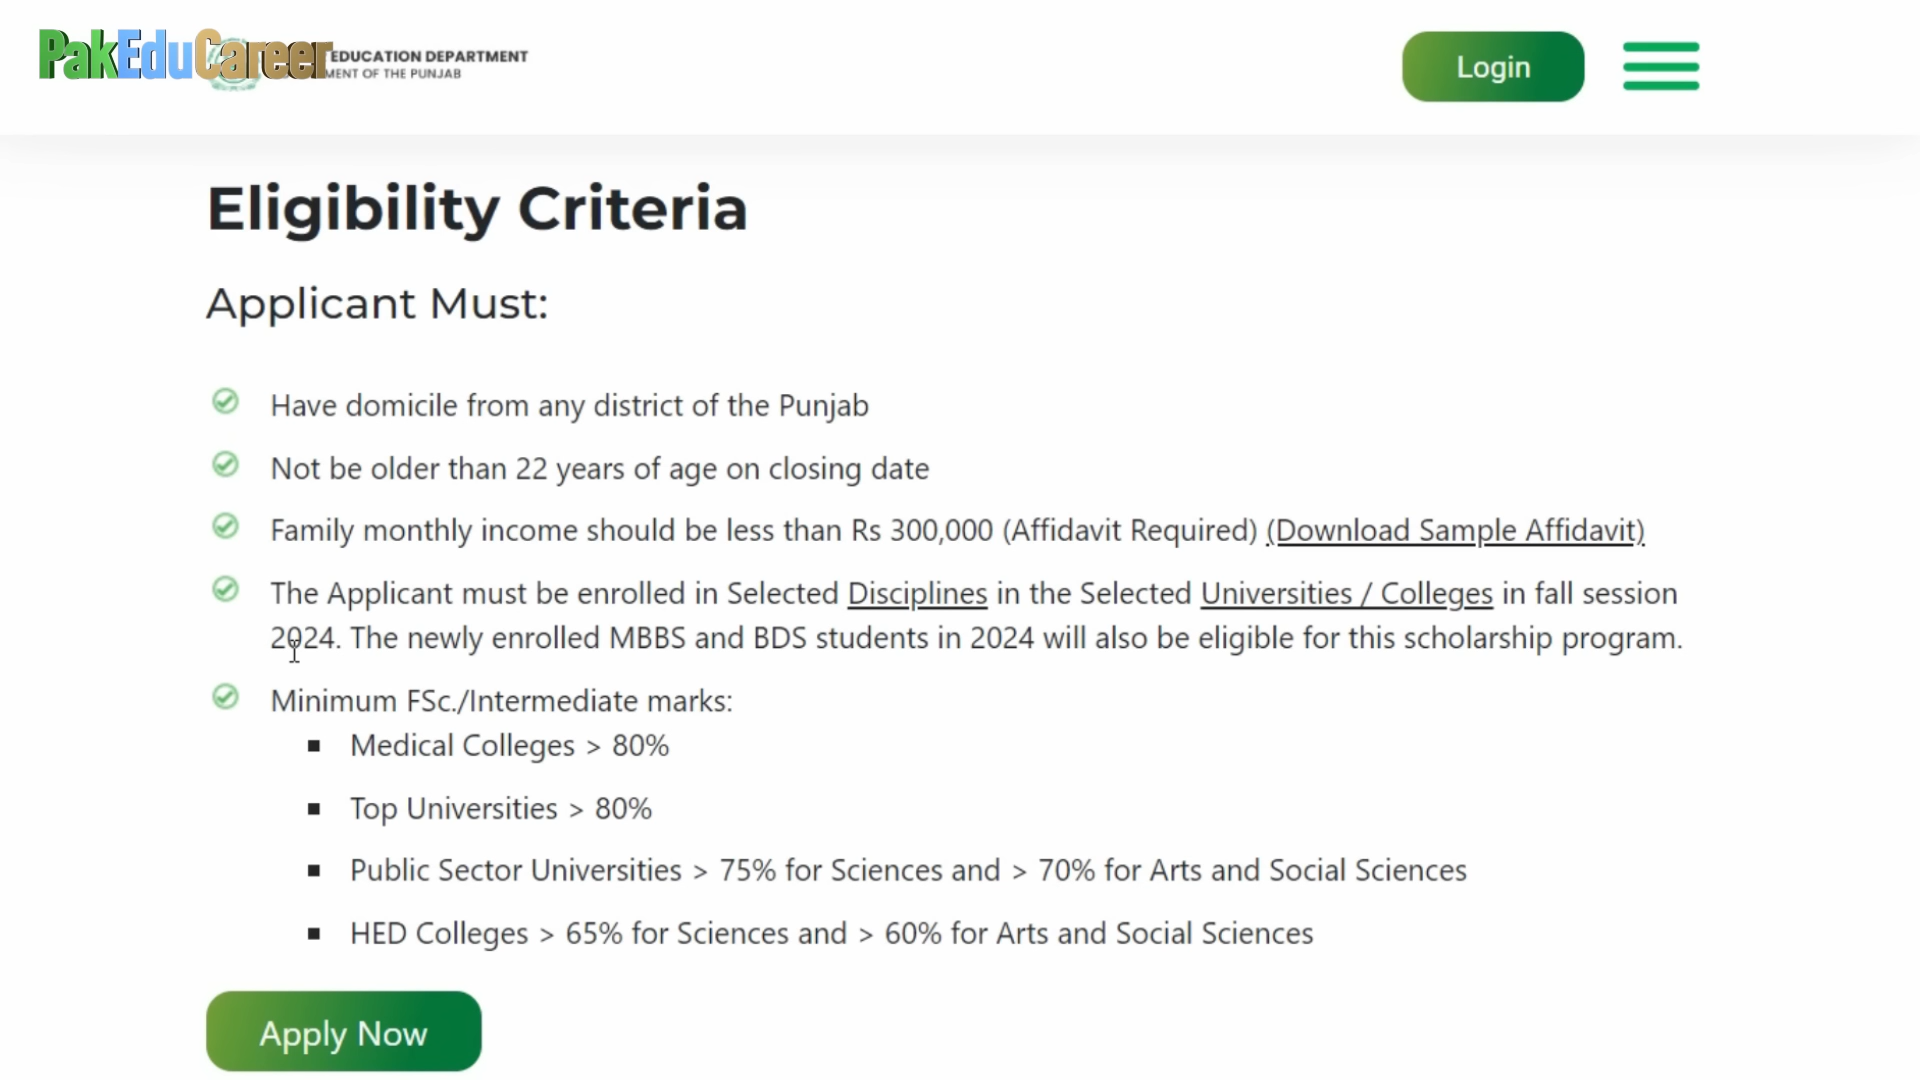 PakEduCareer EDUCATION DEPARTMENT
MENT OF THE PUNJAB
Login
Eligibility Criteria
Applicant Must:
Have domicile from any district of the Punjab
Not be older than 22 years of age on closing date
Family monthly income should be less than Rs 300,000 (Affidavit Required) (Download Sample Affidavit)
The Applicant must be enrolled in Selected Disciplines in the Selected Universities / Colleges in fall session
2024. The newly enrolled MBBS and BDS students in 2024 will also be eligible for this scholarship program.
Minimum FSc./Intermediate marks:
Medical Colleges > 80%
Top Universities > 80%
Public Sector Universities > 75% for Sciences and > 70% for Arts and Social Sciences
HED Colleges > 65% for Sciences and > 60% for Arts and Social Sciences
Apply Now